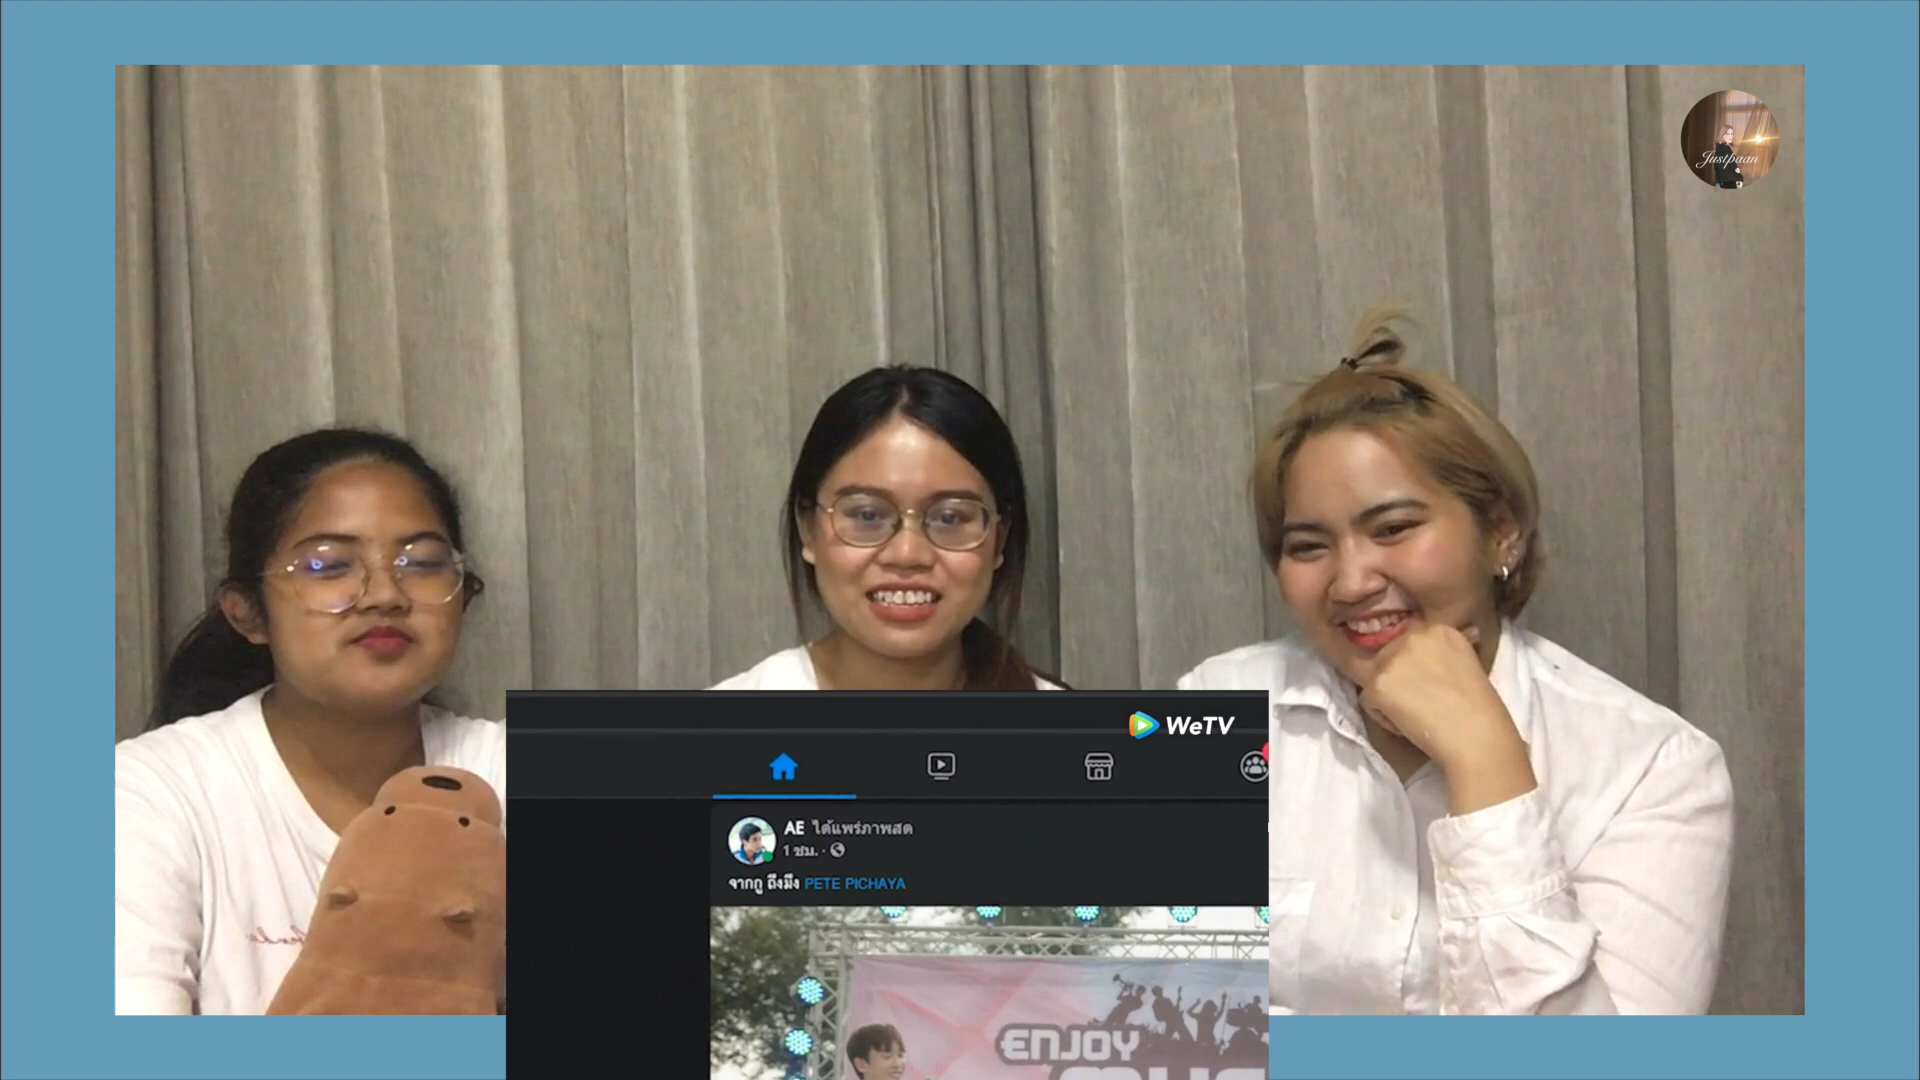 Justpaan
WeTV
AE ได้แพร่ภาพสด
1 ชม.
จากกู ถึงมึง PETE PICHAYA
ENJOY